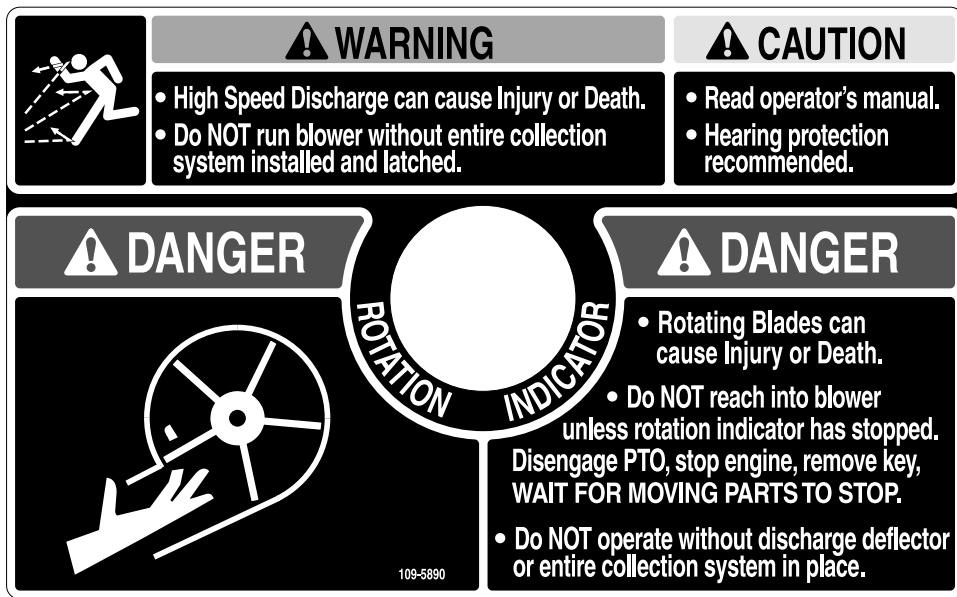 WARNING
• High Speed Discharge can cause Injury or Death.
• Do NOT run blower without entire collection
system installed and latched.
CAUTION
• Read operator's manual.
• Hearing protection
recommended.
DANGER
109-5890
ROTATION INDICATOR
DANGER
• Rotating Blades can
cause Injury or Death.
• Do NOT reach into blower
unless rotation indicator has stopped.
Disengage PTO, stop engine, remove key,
WAIT FOR MOVING PARTS TO STOP.
• Do NOT operate without discharge deflector
or entire collection system in place.